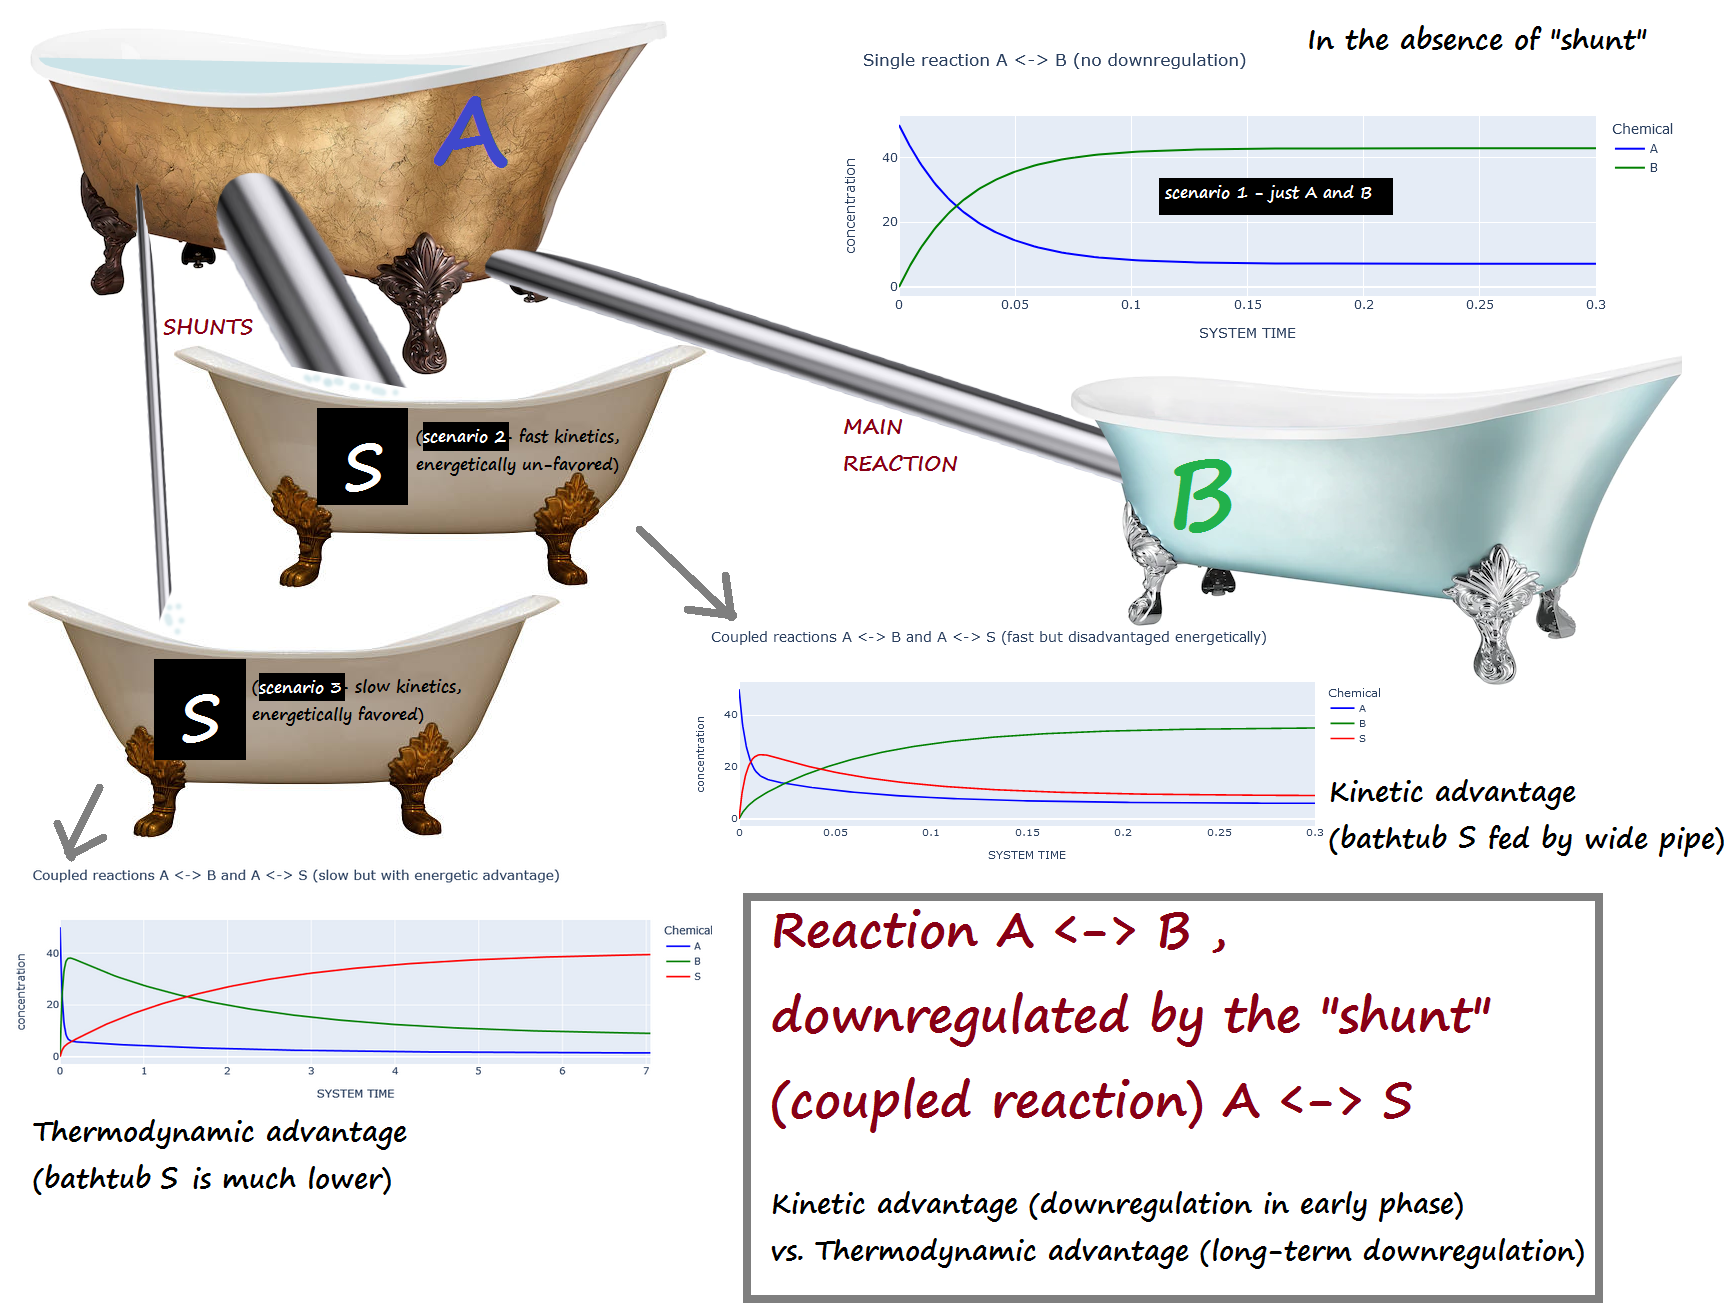 In the absence of "shunt"
Single reaction A <-> B (no downregulation)
A
concentration
40
20
0
scenario 1 - just A and B
Chemical
A
B
0 0.05 0.1 0.15 0.2 0.25 0.3
SYSTEM TIME
SHUNTS
S
(scenario 2- fast kinetics,
energetically un-favored)
MAIN
REACTION
B
S
(scenario 3- slow kinetics,
energetically favored)
Coupled reactions A <-> B and A <-> S (fast but disadvantaged energetically)
concentration
40
20
0
Chemical
A
B
S
0 0.05 0.1 0.15 0.2 0.25 0.3
SYSTEM TIME
Kinetic advantage
(bathtub S fed by wide pipe)
Coupled reactions A <-> B and A <-> S (slow but with energetic advantage)
concentration
40
20
0
Chemical
A
B
S
0 1 2 3 4 5 6 7
SYSTEM TIME
Thermodynamic advantage
(bathtub S is much lower)
Reaction A <-> B ,
downregulated by the "shunt"
(coupled reaction) A <-> S
Kinetic advantage (downregulation in early phase)
vs. Thermodynamic advantage (long-term downregulation)